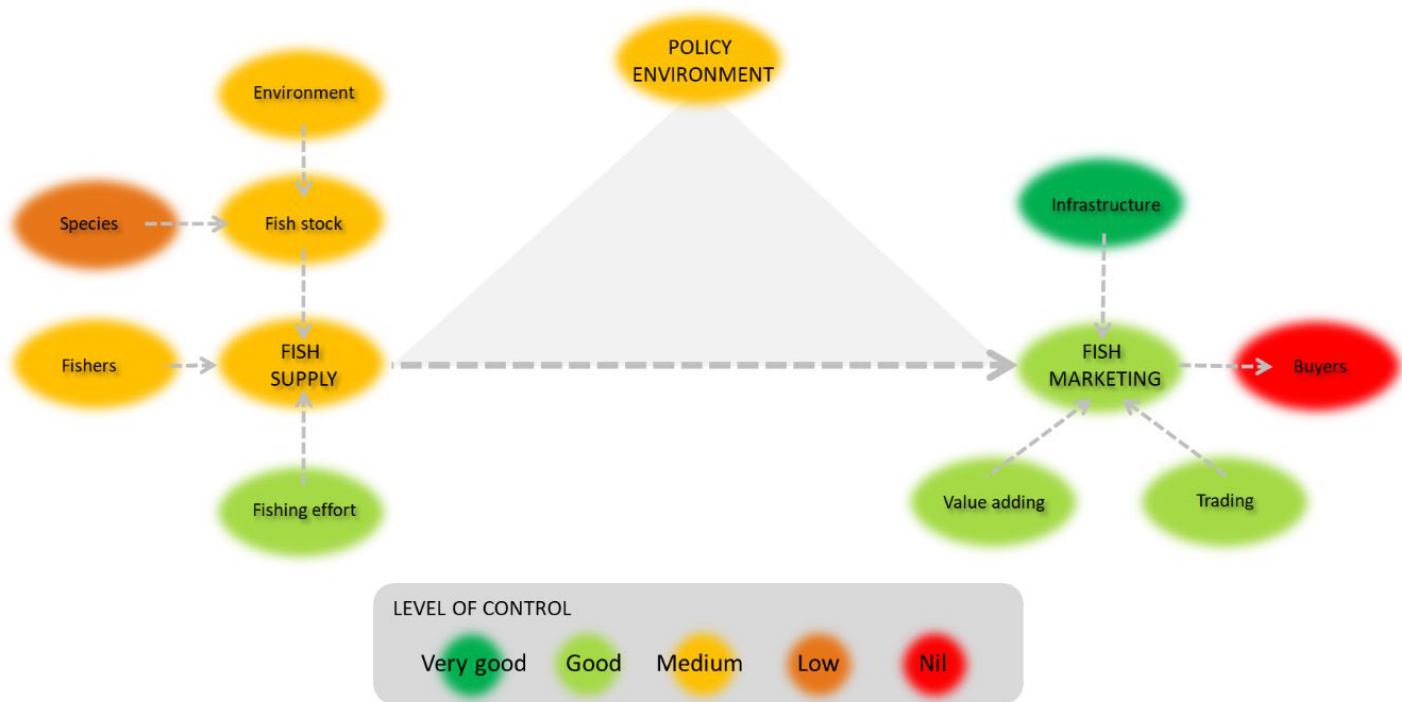 POLICY
ENVIRONMENT
Environment
Species
Fish stock
Infrastructure
Fishers
FISH
SUPPLY
FISH
MARKETING
Buyers
Fishing effort
Value adding
Trading
LEVEL OF CONTROL
Very good
Good
Medium
Low
Nil